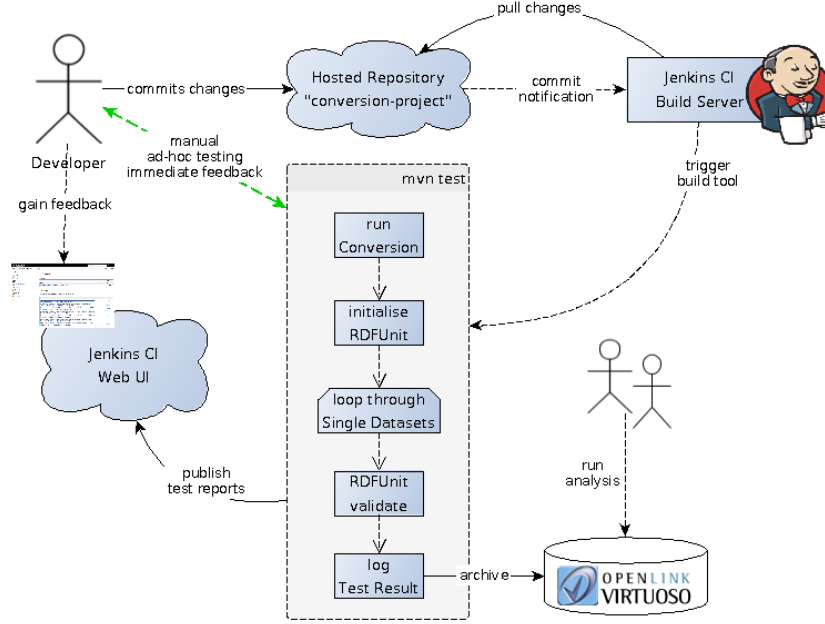 pull changes
commits changes
Hosted Repository
"conversion-project"
commit
notification
Jenkins CI
Build Server
Developer
manual
ad-hoc testing
immediate feedback
trigger
build tool
mvn test
gain feedback
run
Conversion
initialise
RDFUnit
Jenkins CI
Web UI
loop through
Single Datasets
publish
test reports
RDFUnit
validate
run
analysis
log
Test Result
archive
OPENLINK
VIRTUOSO